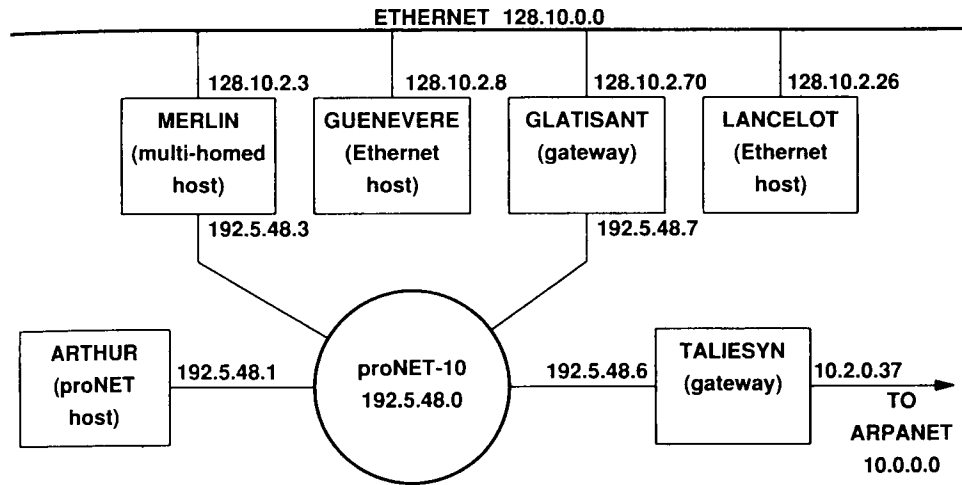 ETHERNET 128.10.0.0
128.10.2.3
128.10.2.8
128.10.2.70
128.10.2.26
MERLIN
(multi-homed
host)
GUENEVERE
(Ethernet
host)
GLATISANT
(gateway)
LANCELOT
(Ethernet
host)
192.5.48.3
192.5.48.7
ARTHUR
(proNET
host)
192.5.48.1
proNET-10
192.5.48.0
192.5.48.6
TALIESYN
(gateway)
10.2.0.37
TO
ARPANET
10.0.0.0